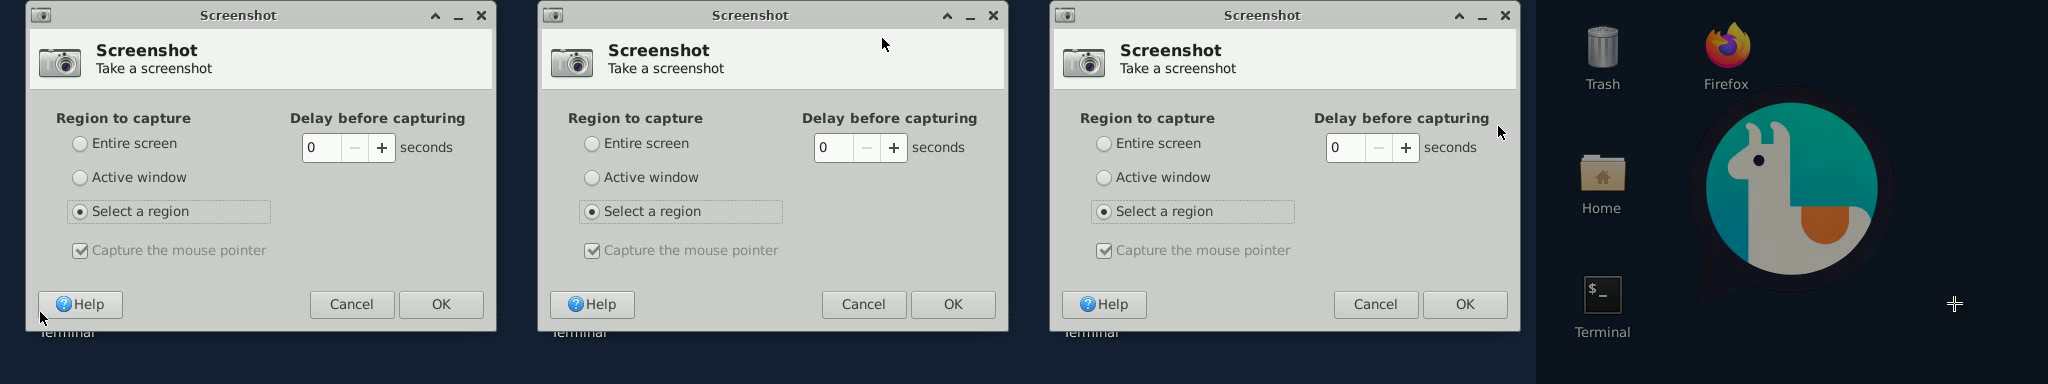 Screenshot
Screenshot
Take a screenshot
Region to capture
Delay before capturing
Entire screen
0
seconds
Active window
Select a region
Capture the mouse pointer
Help
Cancel
OK
Terminal
Screenshot
Screenshot
Take a screenshot
Region to capture
Delay before capturing
Entire screen
0
seconds
Active window
Select a region
Capture the mouse pointer
Help
Cancel
OK
Terminal
Screenshot
Screenshot
Take a screenshot
Region to capture
Delay before capturing
Entire screen
0
seconds
Active window
Select a region
Capture the mouse pointer
Help
Cancel
OK
Terminal
Trash
Firefox
Home
$_
Terminal